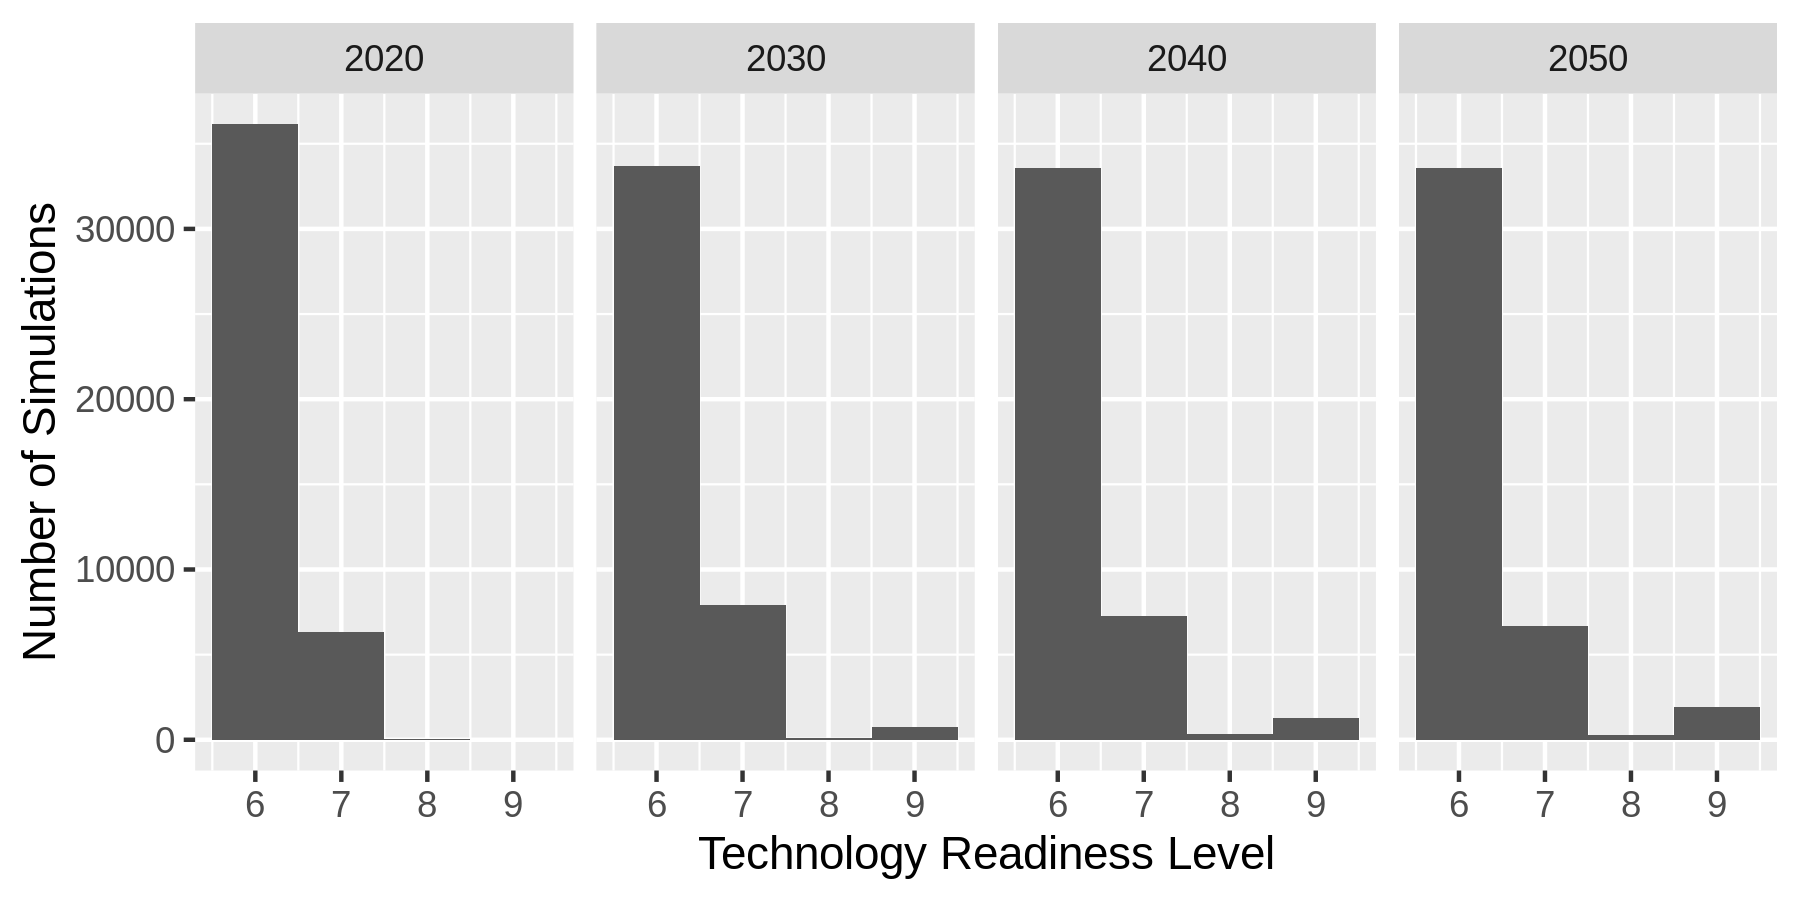 2020 2030 2040 2050
Number of Simulations
30000
20000
10000
0
6 7 8 9 6 7 8 9 6 7 8 9 6 7 8 9
Technology Readiness Level